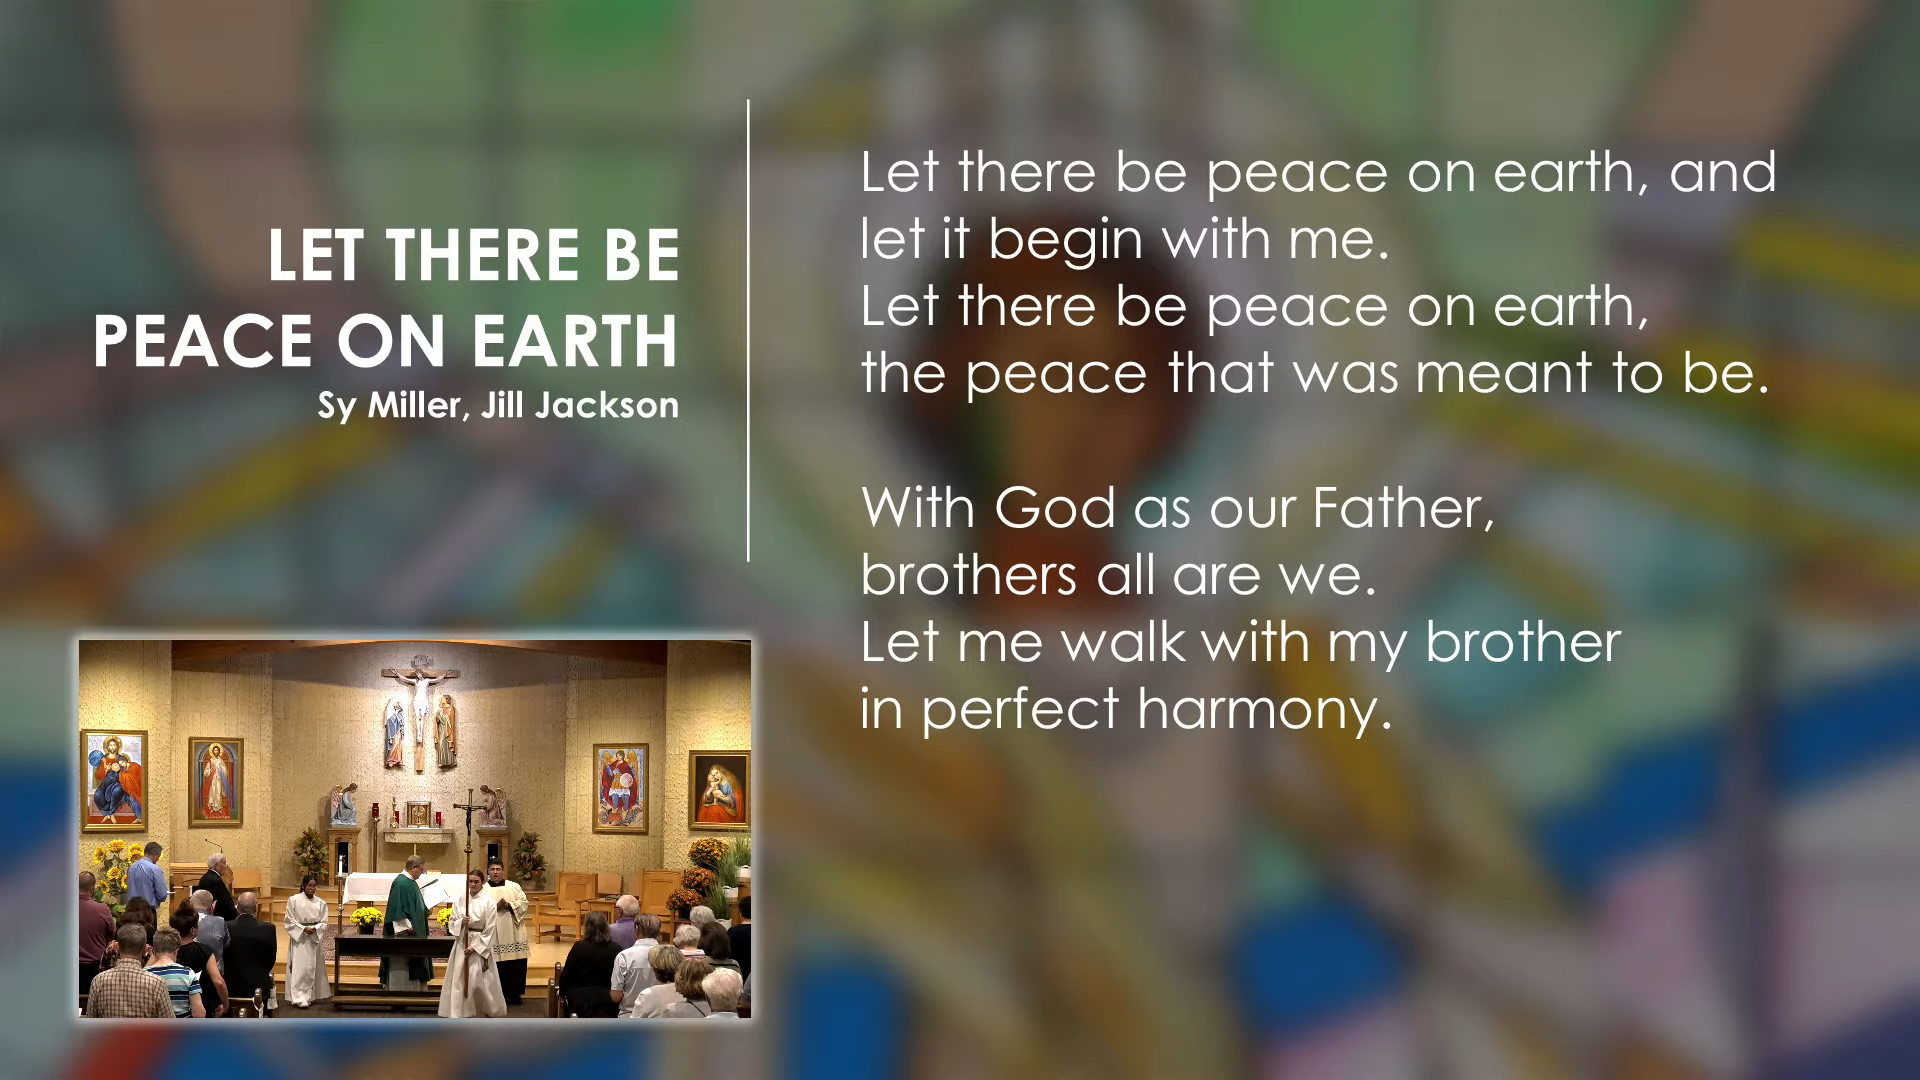 LET THERE BE
PEACE ON EARTH
Sy Miller, Jill Jackson
Let there be peace on earth, and
let it begin with me.
Let there be peace on earth,
the peace that was meant to be.
With God as our Father,
brothers all are we.
Let me walk with my brother
in perfect harmony.